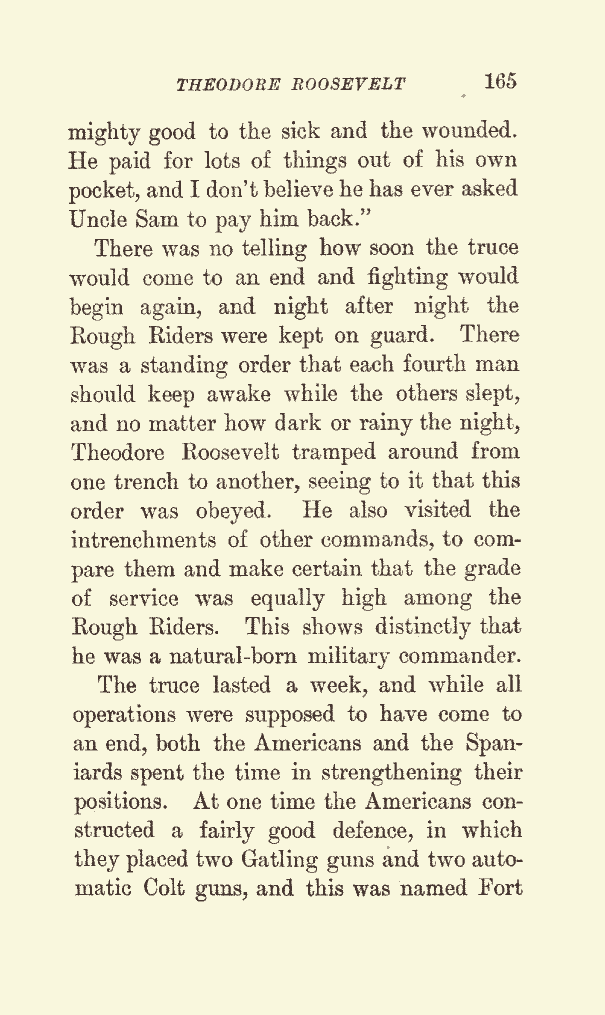 THEODORE ROOSEVELT 165
mighty good to the sick and the wounded.
He paid for lots of things out of his own
pocket, and I don't believe he has ever asked
Uncle Sam to pay him back."
There was no telling how soon the truce
would come to an end and fighting would
begin again, and night after night the
Rough Riders were kept on guard. There
was a standing order that each fourth man
should keep awake while the others slept,
and no matter how dark or rainy the night,
Theodore Roosevelt tramped around from
one trench to another, seeing to it that this
order was obeyed. He also visited the
intrenchments of other commands, to com-
pare them and make certain that the grade
of service was equally high among the
Rough Riders. This shows distinctly that
he was a natural-born military commander.
The truce lasted a week, and while all
operations were supposed to have come to
an end, both the Americans and the Span-
iards spent the time in strengthening their
positions. At one time the Americans con-
structed a fairly good defence, in which
they placed two Gatling guns and two auto-
matic Colt guns, and this was named Fort